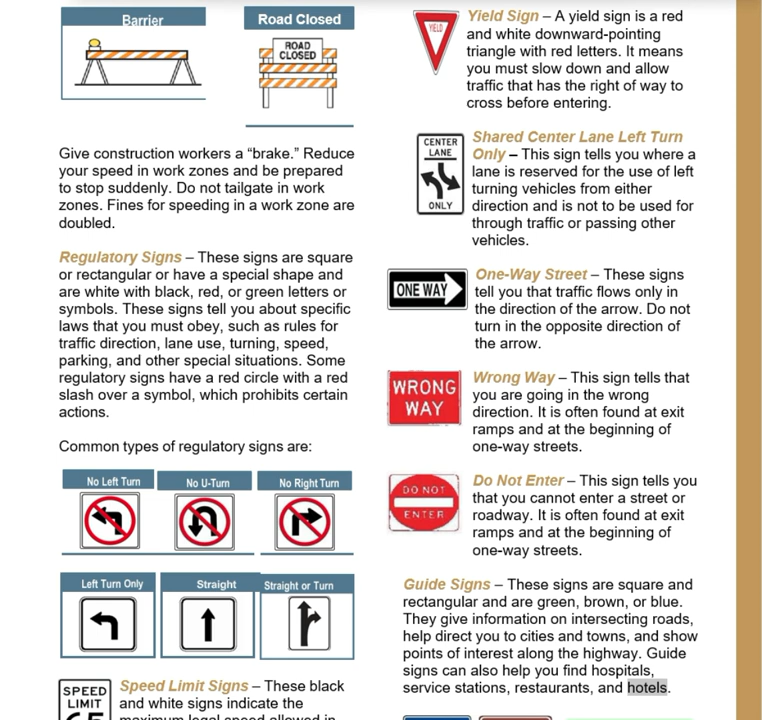 Barrier
Road Closed
ROAD
CLOSED
Give construction workers a “brake.” Reduce
your speed in work zones and be prepared
to stop suddenly. Do not tailgate in work
zones. Fines for speeding in a work zone are
doubled.
Regulatory Signs – These signs are square
or rectangular or have a special shape and
are white with black, red, or green letters or
symbols. These signs tell you about specific
laws that you must obey, such as rules for
traffic direction, lane use, turning, speed,
parking, and other special situations. Some
regulatory signs have a red circle with a red
slash over a symbol, which prohibits certain
actions.
Common types of regulatory signs are:
No Left Turn
No U-Turn
No Right Turn
Left Turn Only
Straight
Straight or Turn
SPEED
LIMIT
65
Speed Limit Signs – These black
and white signs indicate the
maximum legal speed allowed in
YIELD
Yield Sign – A yield sign is a red
and white downward-pointing
triangle with red letters. It means
you must slow down and allow
traffic that has the right of way to
cross before entering.
CENTER
LANE
ONLY
Shared Center Lane Left Turn
Only – This sign tells you where a
lane is reserved for the use of left
turning vehicles from either
direction and is not to be used for
through traffic or passing other
vehicles.
ONE WAY
One-Way Street – These signs
tell you that traffic flows only in
the direction of the arrow. Do not
turn in the opposite direction of
the arrow.
WRONG
WAY
Wrong Way – This sign tells that
you are going in the wrong
direction. It is often found at exit
ramps and at the beginning of
one-way streets.
DO NOT
ENTER
Do Not Enter – This sign tells you
that you cannot enter a street or
roadway. It is often found at exit
ramps and at the beginning of
one-way streets.
Guide Signs – These signs are square and
rectangular and are green, brown, or blue.
They give information on intersecting roads,
help direct you to cities and towns, and show
points of interest along the highway. Guide
signs can also help you find hospitals,
service stations, restaurants, and hotels.